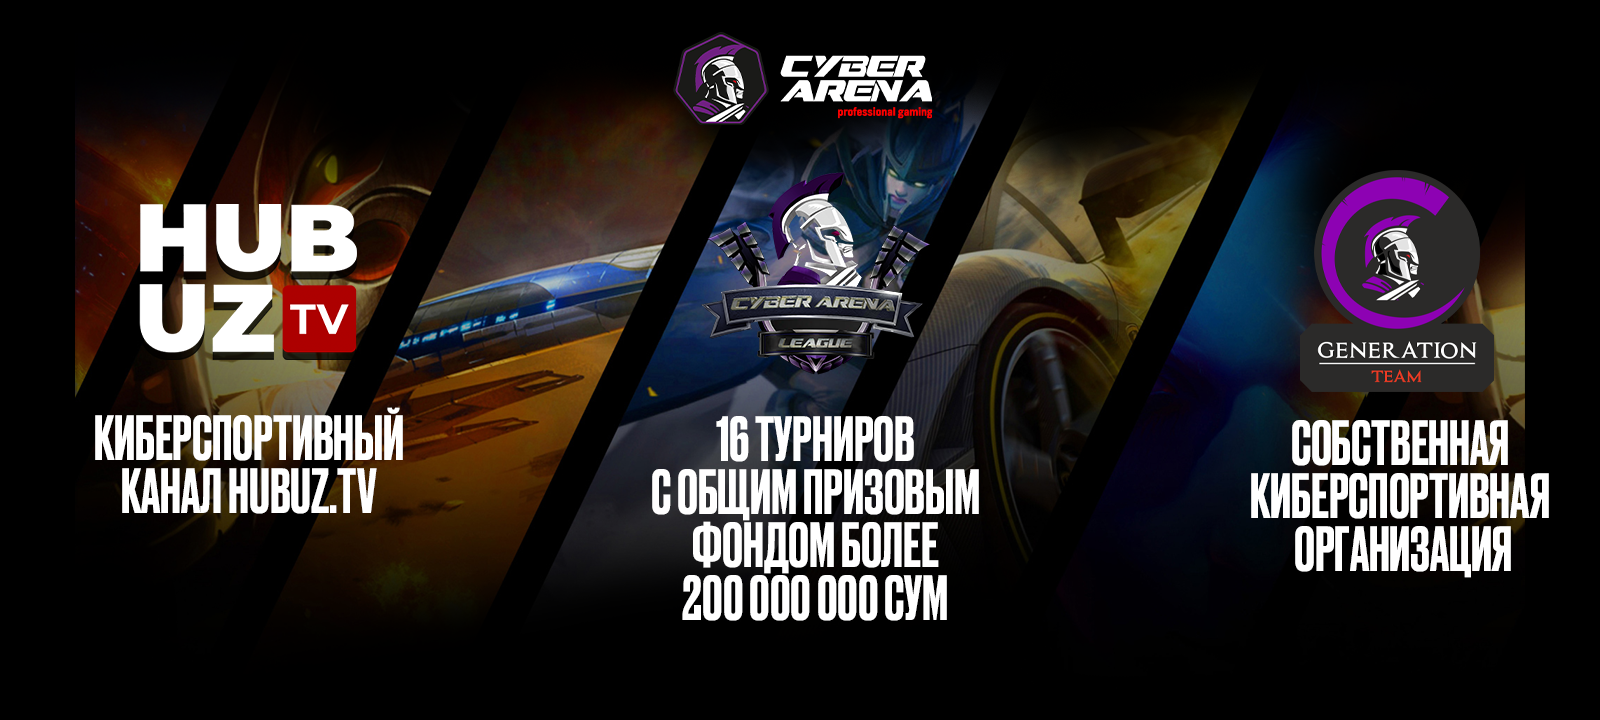 CYBER
ARENA
professional gaming
HUB
UZ TV
КИБЕРСПОРТИВНЫЙ
КАНАЛ HUBUZ.TV
CYBER ARENA
LEAGUE
16 ТУРНИРОВ
С ОБЩИМ ПРИЗОВЫМ
ФОНДОМ БОЛЕЕ
200 000 000 СУМ
GENERATION
TEAM
СОБСТВЕННАЯ
КИБЕРСПОРТИВНАЯ
ОРГАНИЗАЦИЯ